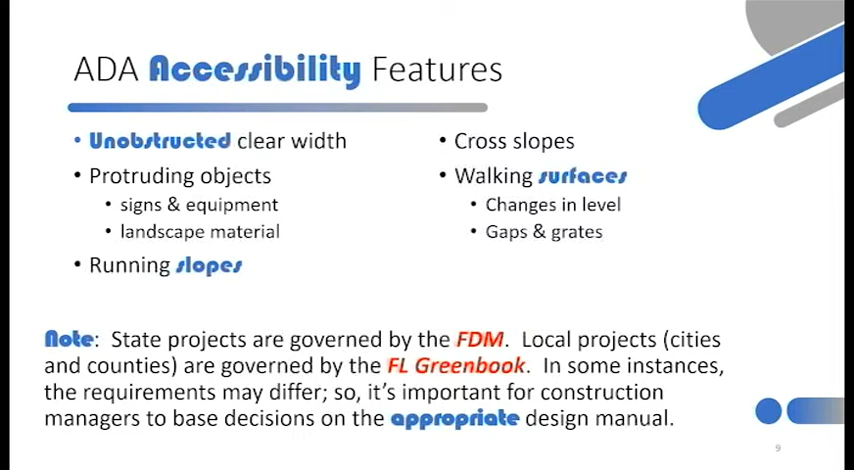 ADA Accessibility Features
• Unobstructed clear width
• Protruding objects
• signs & equipment
• landscape material
• Running slopes
• Cross slopes
• Walking surfaces
• Changes in level
• Gaps & grates
Note: State projects are governed by the FDM. Local projects (cities
and counties) are governed by the FL Greenbook. In some instances,
the requirements may differ; so, it's important for construction
managers to base decisions on the appropriate design manual.
9